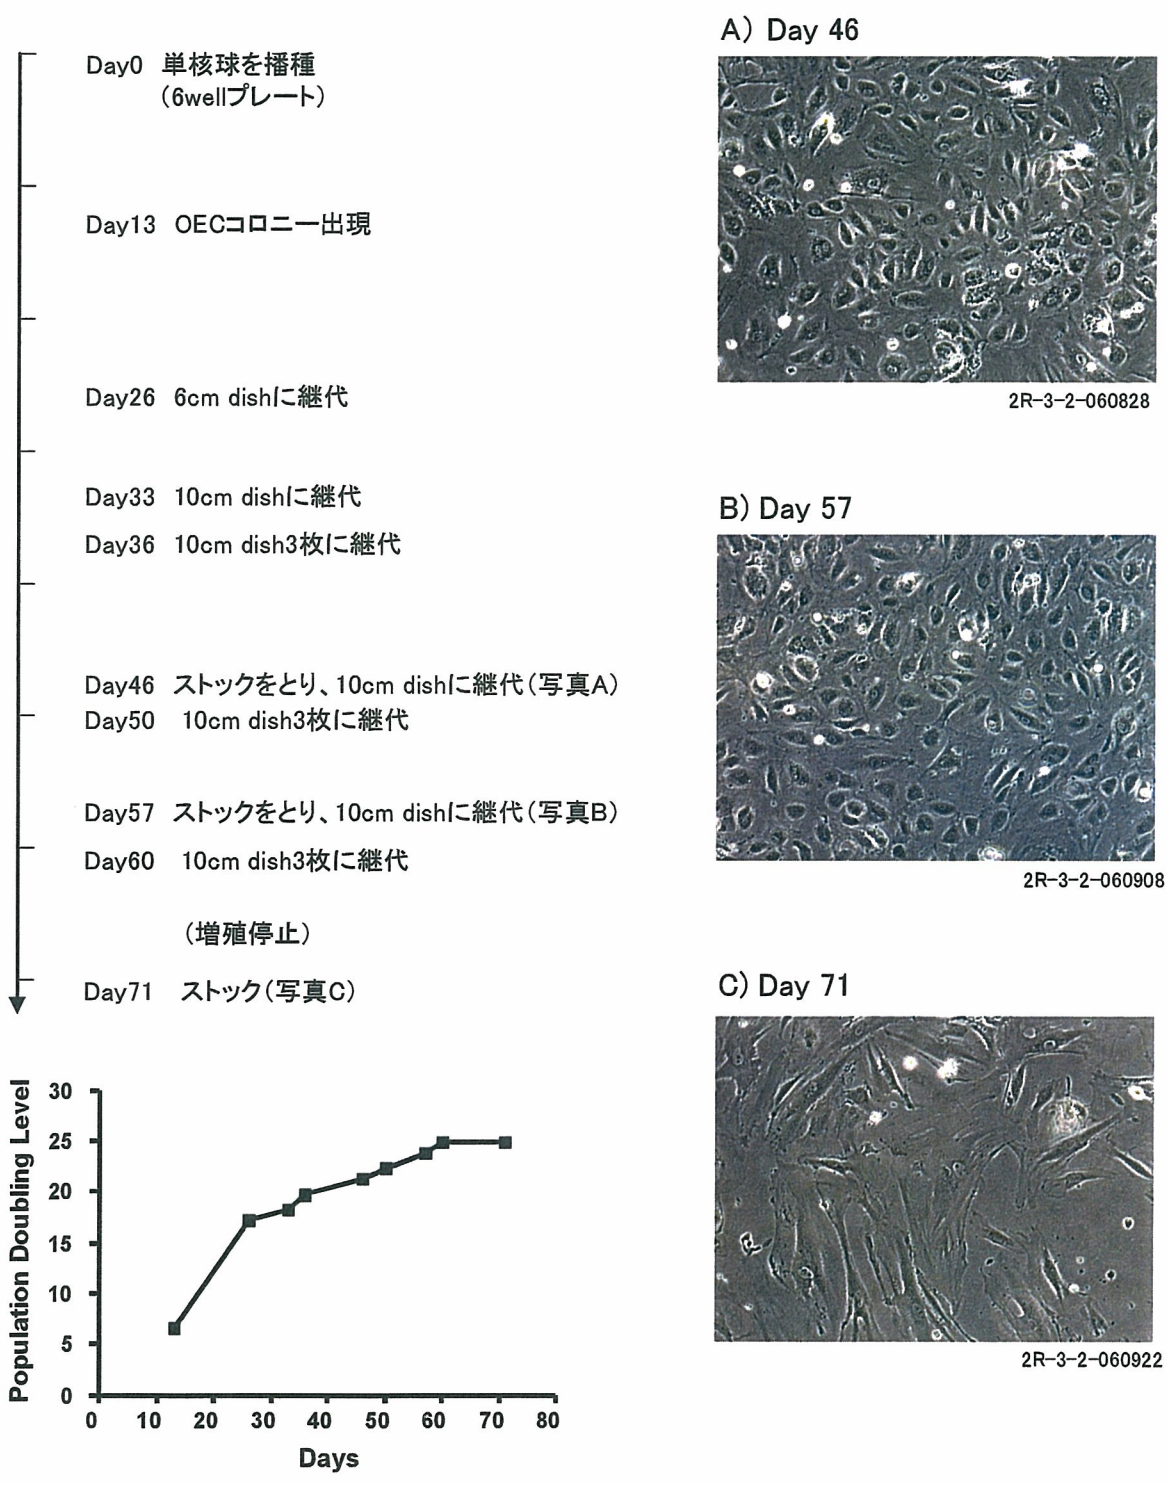 Day0 単核球を播種
（6wellプレート）
Day13 OECコロニー出現
Day26 6cm dishに継代
Day33 10cm dishに継代
Day36 10cm dish3枚に継代
Day46 ストックをとり、10cm dishに継代（写真A）
Day50 10cm dish3枚に継代
Day57 ストックをとり、10cm dishに継代（写真B）
Day60 10cm dish3枚に継代
（増殖停止）
Day71 ストック（写真C）
A) Day 46
2R-3-2-060828
B) Day 57
2R-3-2-060908
C) Day 71
2R-3-2-060922
Population Doubling Level
30
25
20
15
10
5
0
0 10 20 30 40 50 60 70 80
Days